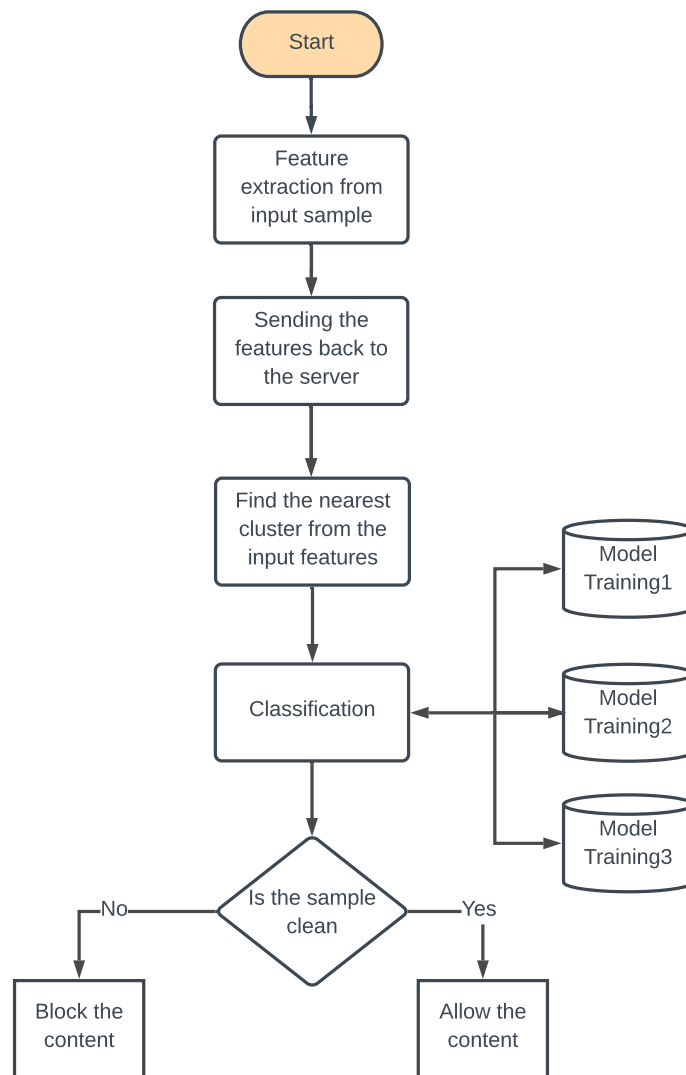 Start
Feature
extraction from
input sample
Sending the
features back to
the server
Find the nearest
cluster from the
input features
Model
Training1
Classification
Model
Training2
Model
Training3
Is the sample
clean
No
Yes
Block the
content
Allow the
content